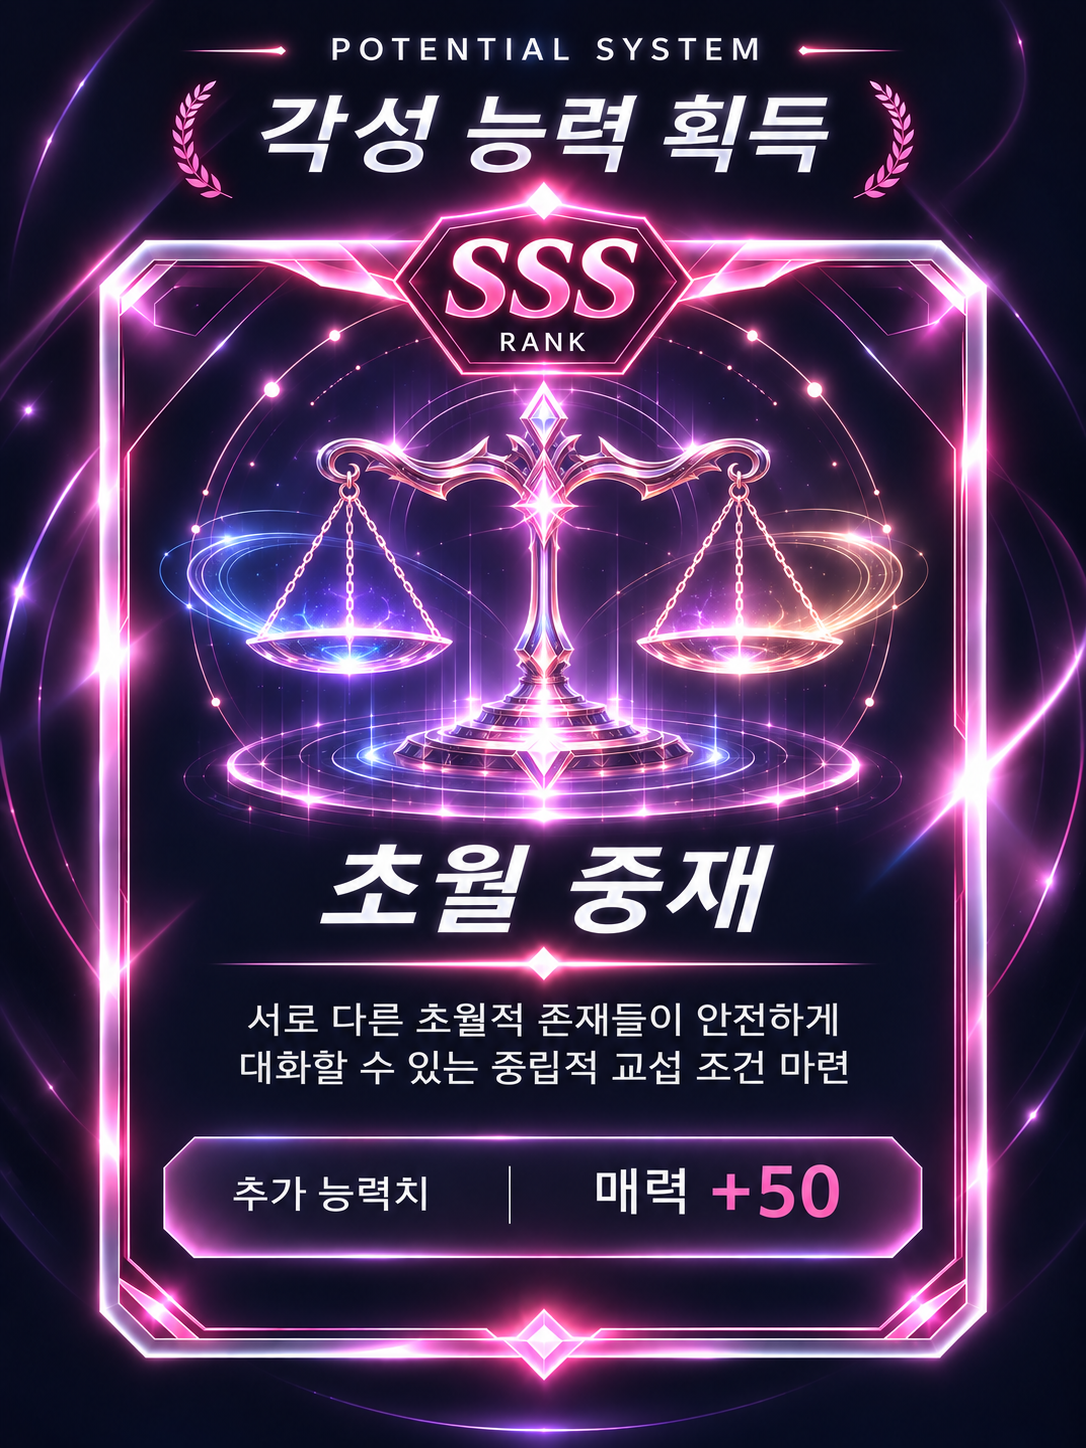 POTENTIAL SYSTEM
각성 능력 획득
SSS
RANK
초월 중재
서로 다른 초월적 존재들이 안전하게
대화할 수 있는 중립적 교섭 조건 마련
추가 능력치 | 매력 +50